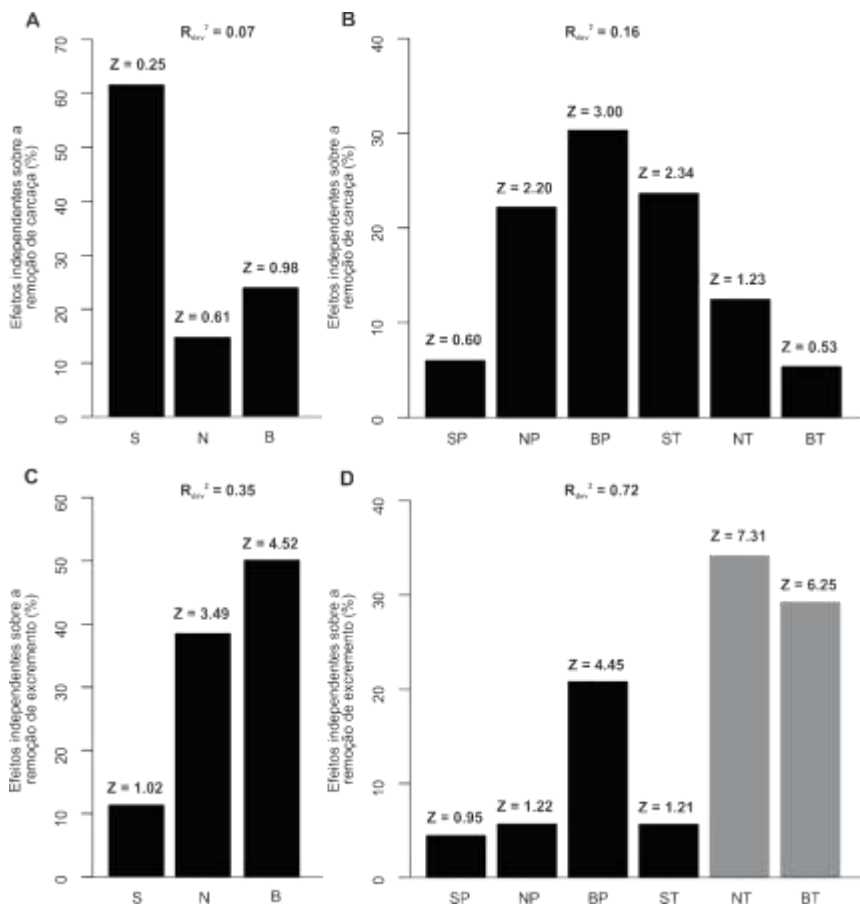 A
R_dev² = 0.07
Efeitos independentes sobre a
remoção de carcaça (%)
70
60
50
40
30
20
10
0
Z = 0.25
Z = 0.61
Z = 0.98
S N B
B
R_dev² = 0.16
Efeitos independentes sobre a
remoção de carcaça (%)
40
30
20
10
0
Z = 0.60
Z = 2.20
Z = 3.00
Z = 2.34
Z = 1.23
Z = 0.53
SP NP BP ST NT BT
C
R_dev² = 0.35
Efeitos independentes sobre a
remoção de excremento (%)
60
50
40
30
20
10
0
Z = 1.02
Z = 3.49
Z = 4.52
S N B
D
R_dev² = 0.72
Efeitos independentes sobre a
remoção de excremento (%)
40
30
20
10
0
Z = 0.95
Z = 1.22
Z = 4.45
Z = 1.21
Z = 7.31
Z = 6.25
SP NP BP ST NT BT